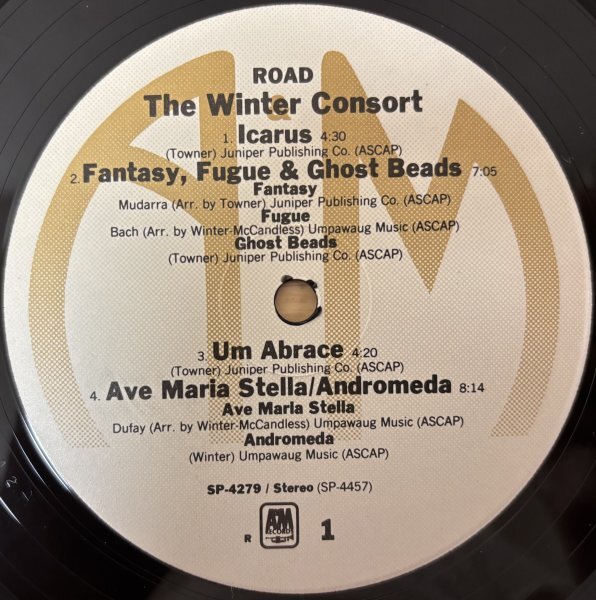 ROAD
The Winter Consort
1. Icarus 4:30
(Towner) Juniper Publishing Co. (ASCAP)
2. Fantasy, Fugue & Ghost Beads 7:05
Fantasy
Mudarra (Arr. by Towner) Juniper Publishing Co. (ASCAP)
Fugue
Bach (Arr. by Winter-McCandless) Umpawaug Music (ASCAP)
Ghost Beads
(Towner) Juniper Publishing Co. (ASCAP)
3. Um Abrace 4:20
(Towner) Juniper Publishing Co. (ASCAP)
4. Ave Maria Stella/Andromeda 8:14
Ave Maria Stella
Dufay (Arr. by Winter-McCandless) Umpawaug Music (ASCAP)
Andromeda
(Winter) Umpawaug Music (ASCAP)
SP-4279 / Stereo (SP-4457)
R A&M RECORDS 1
A&M